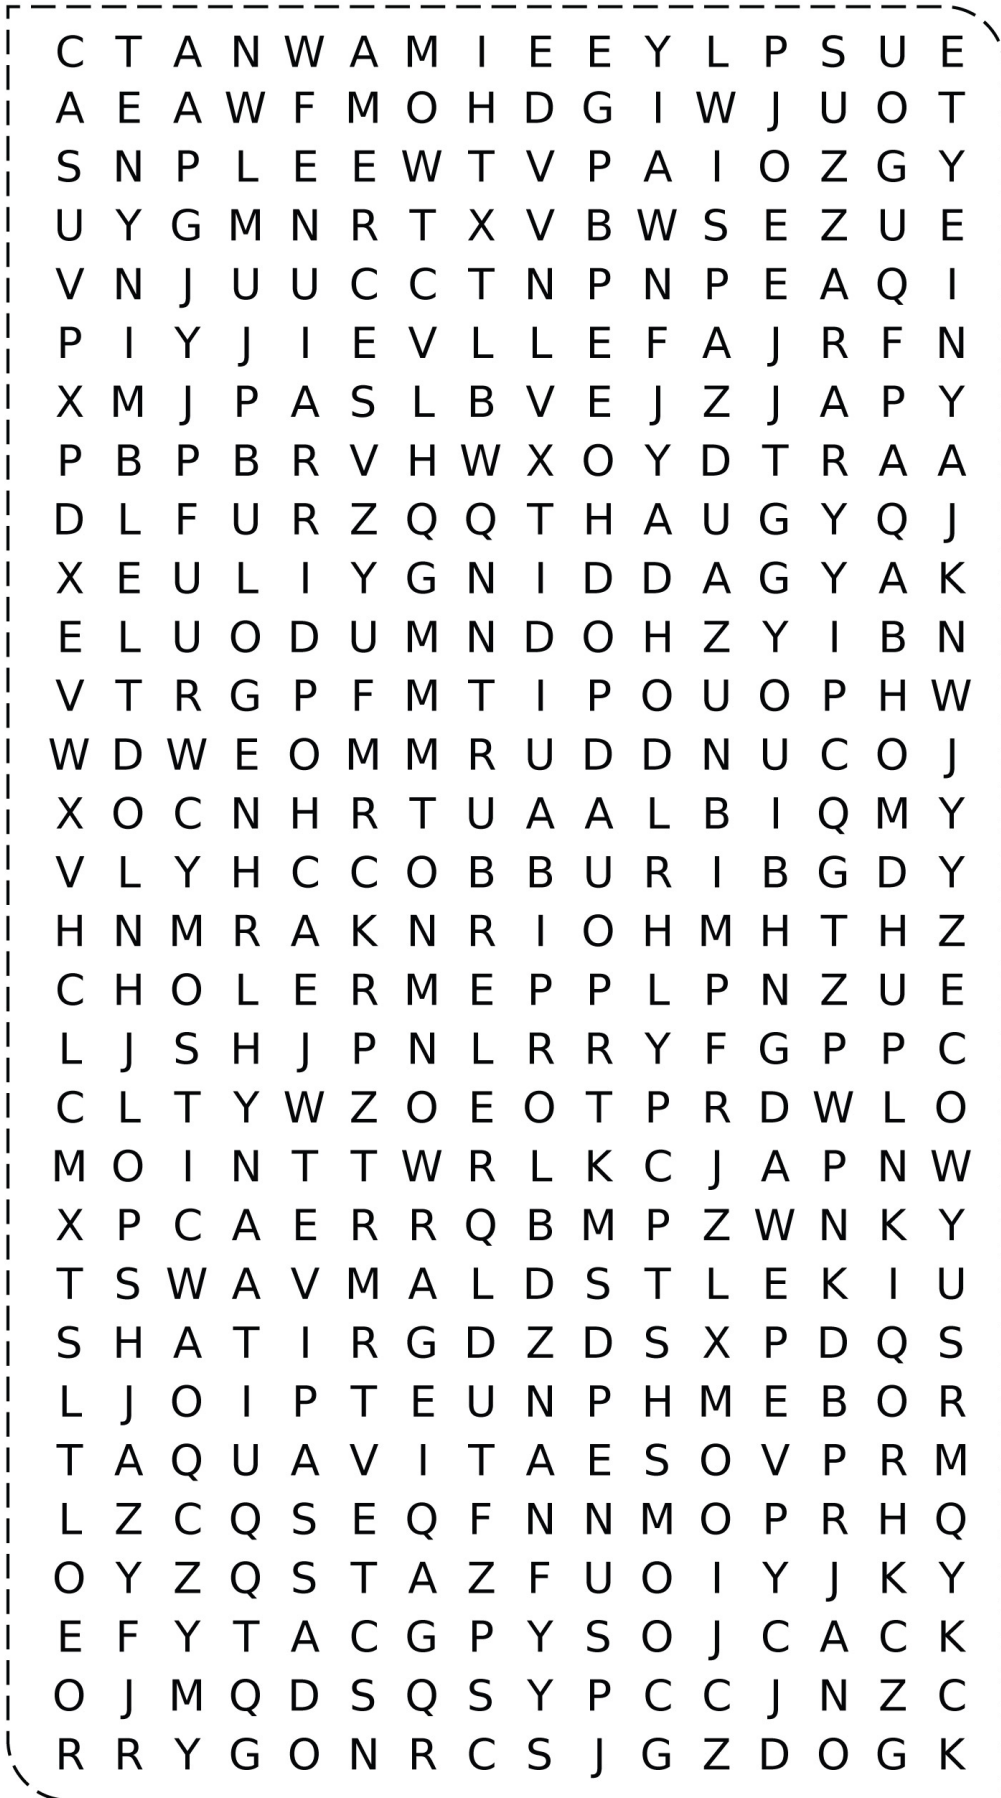 C T A N W A M I E E Y L P S U E
A E A W F M O H D G I W J U O T
S N P L E E W T V P A I O Z G Y
U Y G M N R T X V B W S E Z U E
V N J U U C C T N P N P E A Q I
P I Y J I E V L L E F A J R F N
X M J P A S L B V E J Z J A P Y
P B P B R V H W X O Y D T R A A
D L F U R Z Q Q T H A U G Y Q J
X E U L I Y G N I D D A G Y A K
E L U O D U M N D O H Z Y I B N
V T R G P F M T I P O U O P H W
W D W E O M M R U D D N U C O J
X O C N H R T U A A L B I Q M Y
V L Y H C C O B B U R I B G D Y
H N M R A K N R I O H M H T H Z
C H O L E R M E P P L P N Z U E
L J S H J P N L R R Y F G P P C
C L T Y W Z O E O T P R D W L O
M O I N T T W R L K C J A P N W
X P C A E R R Q B M P Z W N K Y
T S W A V M A L D S T L E K I U
S H A T I R G D Z D S X P D Q S
L J O I P T E U N P H M E B O R
T A Q U A V I T A E S O V P R M
L Z C Q S E Q F N N M O P R H Q
O Y Z Q S T A Z F U O I Y J K Y
E F Y T A C G P Y S O J C A C K
O J M Q D S Q S Y P C C J N Z C
R R Y G O N R C S J G Z D O G K